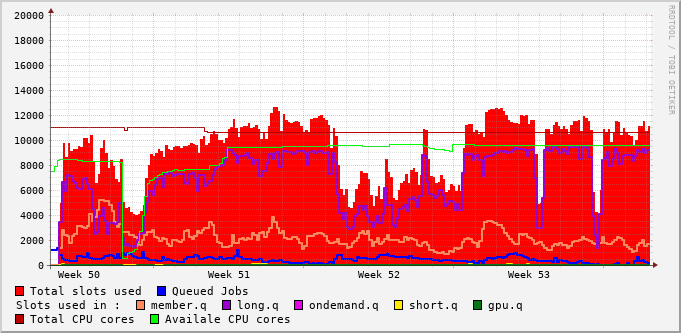 20000
18000
16000
14000
12000
10000
8000
6000
4000
2000
0
Week 50 Week 51 Week 52 Week 53
Total slots used Queued Jobs
Slots used in : member.q long.q ondemand.q short.q gpu.q
Total CPU cores Availale CPU cores
RRDTOOL / TOBI OETIKER